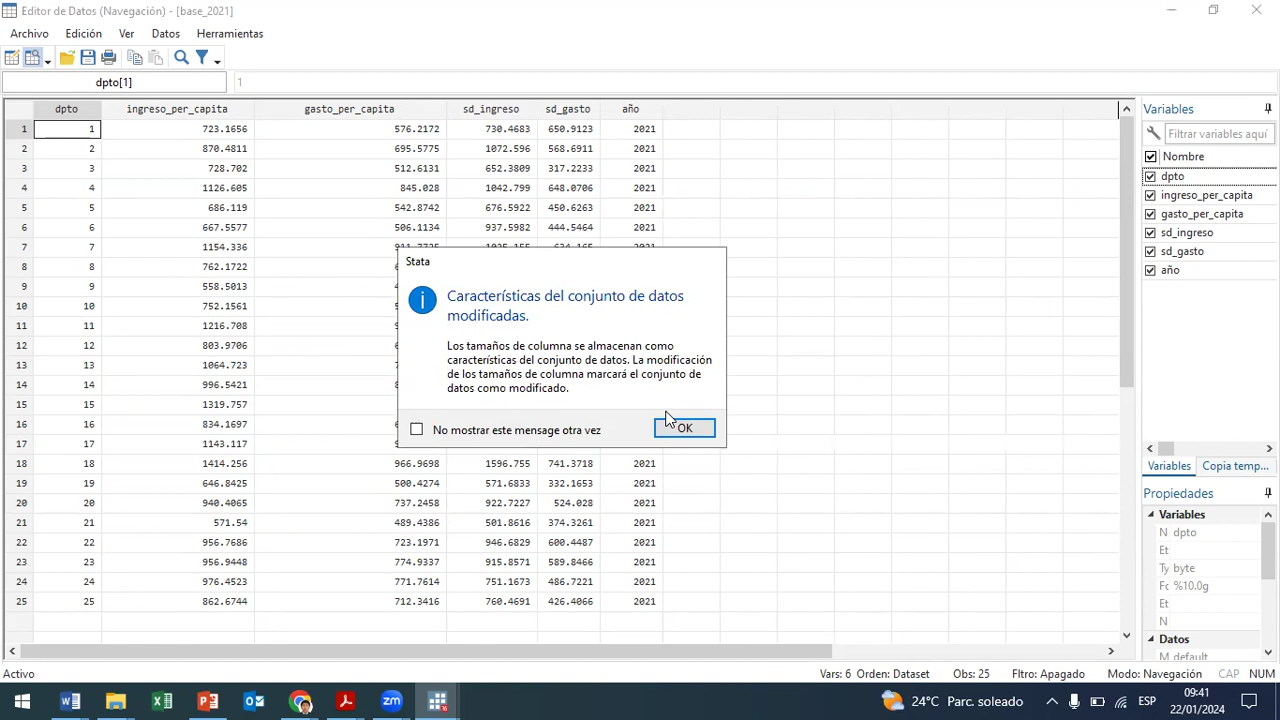 Editor de Datos (Navegación) - [base_2021]
Archivo Edición Ver Datos Herramientas
dpto[1] 1
dpto ingreso_per_capita gasto_per_capita sd_ingreso sd_gasto año
1 1 723.1656 576.2172 730.4683 650.9123 2021
2 2 870.4811 695.5775 1072.596 568.6911 2021
3 3 728.702 512.6131 652.3809 317.2233 2021
4 4 1126.605 845.028 1042.799 648.0706 2021
5 5 686.119 542.8742 676.5922 450.6263 2021
6 6 667.5577 506.1134 937.5982 444.5464 2021
7 7 1154.336
8 8 762.1722
9 9 558.5013
10 10 752.1561
11 11 1216.708
12 12 803.9706
13 13 1064.723
14 14 996.5421
15 15 1319.757
16 16 834.1697
17 17 1143.117
18 18 1414.256 966.9698 1596.755 741.3718 2021
19 19 646.8425 500.4274 571.6833 332.1653 2021
20 20 940.4065 737.2458 922.7227 524.028 2021
21 21 571.54 489.4386 501.8616 374.3261 2021
22 22 956.7686 723.1971 946.6829 600.4487 2021
23 23 956.9448 774.9337 915.8571 589.8466 2021
24 24 976.4523 771.7614 751.1673 486.7221 2021
25 25 862.6744 712.3416 760.4691 426.4066 2021
Stata
Características del conjunto de datos
modificadas.
Los tamaños de columna se almacenan como
características del conjunto de datos. La modificación
de los tamaños de columna marcará el conjunto de
datos como modificado.
No mostrar este mensaje otra vez
OK
Variables
Filtrar variables aquí
Nombre
dpto
ingreso_per_capita
gasto_per_capita
sd_ingreso
sd_gasto
año
Variables Copia temp...
Propiedades
Variables
N dpto
Et
Ty byte
Fc %10.0g
Et
N
Datos
M default
Activo
Vars: 6 Orden: Dataset Obs: 25 Fltro: Apagado Modo: Navegación CAP NUM
24°C Parc. soleado
ESP
09:41
22/01/2024